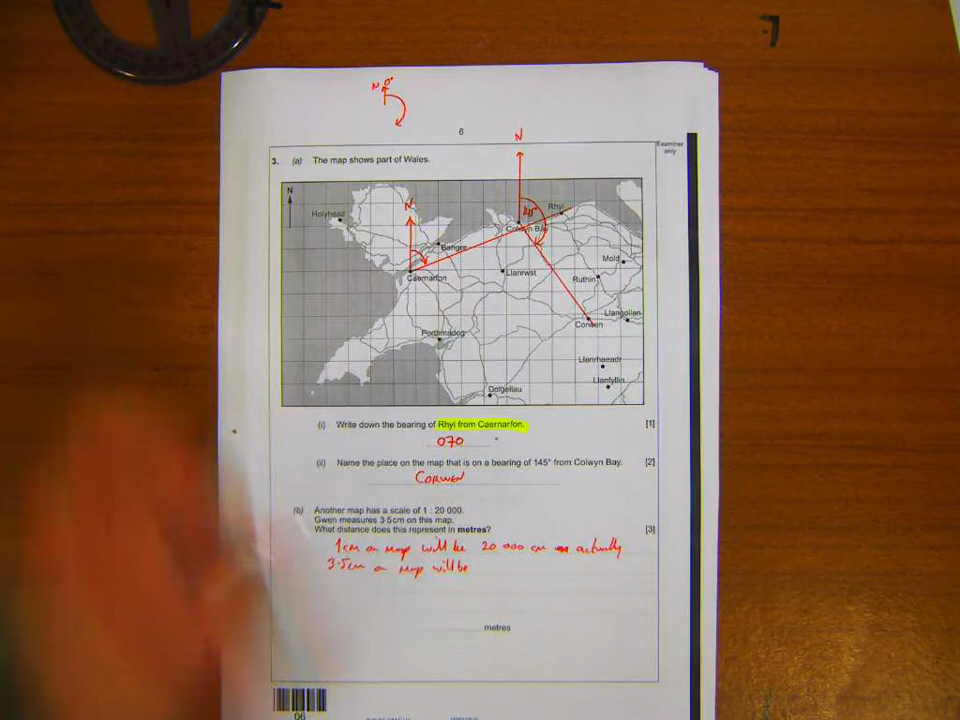 N 0°
6
N
Examiner
only
3. (a) The map shows part of Wales.
N
Holyhead
N
Rhyl
145°
Colwyn Bay
Bangor
Mold
Caernarfon
Llanrwst
Ruthin
Llangollen
Corwen
Porthmadog
Llanrhaeadr
Llanfyllin
Dolgellau
(i) Write down the bearing of Rhyl from Caernarfon. [1]
070 °
(ii) Name the place on the map that is on a bearing of 145° from Colwyn Bay. [2]
CORWEN
(b) Another map has a scale of 1 : 20 000.
Gwen measures 3·5cm on this map.
What distance does this represent in metres? [3]
1cm on map will be 20 000 cm actually
3.5cm on map will be
metres
06